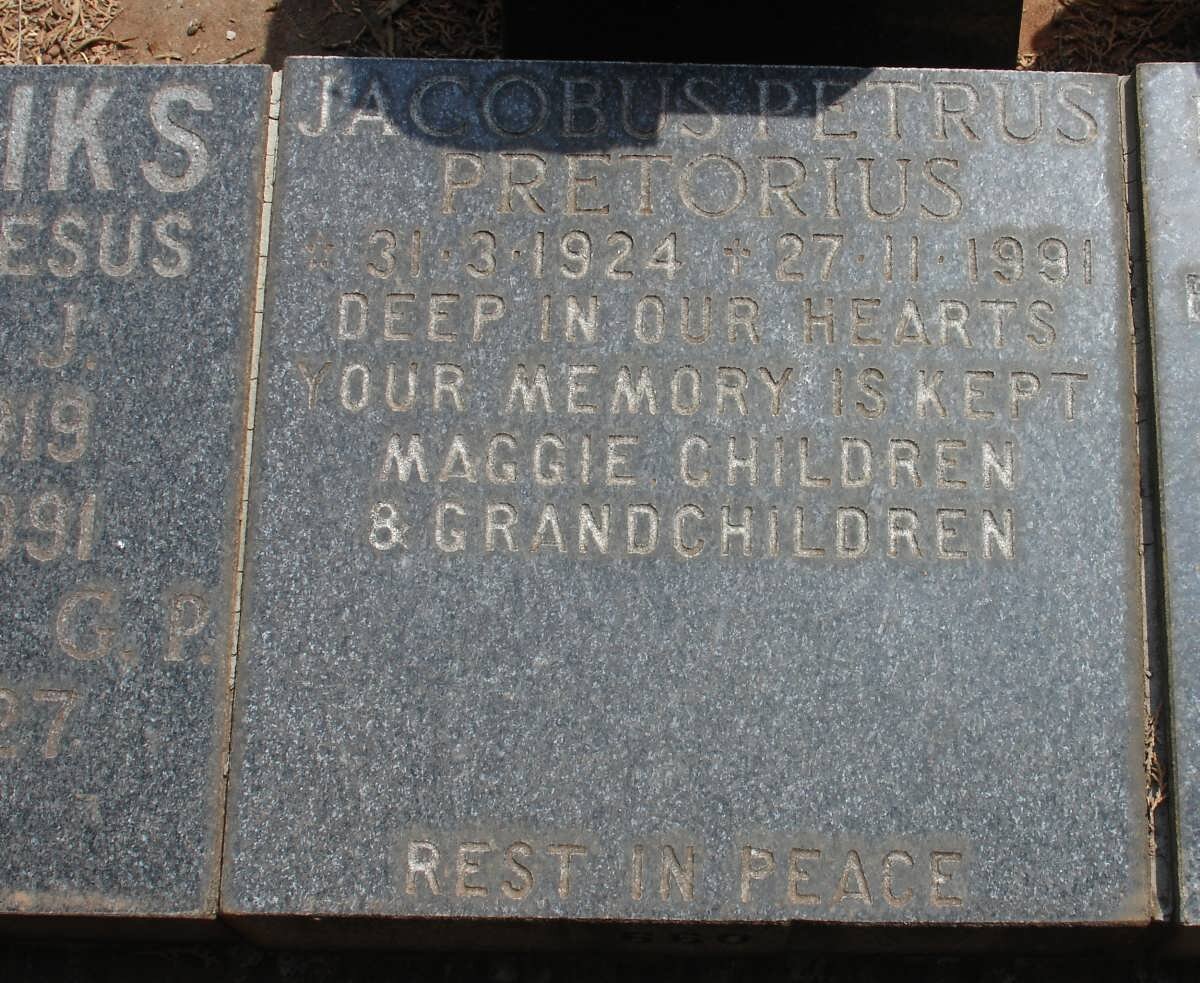 JACOBUS PETRUS
PRETORIUS
* 31·3·1924 + 27·11·1991
DEEP IN OUR HEARTS
YOUR MEMORY IS KEPT
MAGGIE, CHILDREN
& GRANDCHILDREN
REST IN PEACE
IKS
ESUS
J.
919
991
G. P.
27